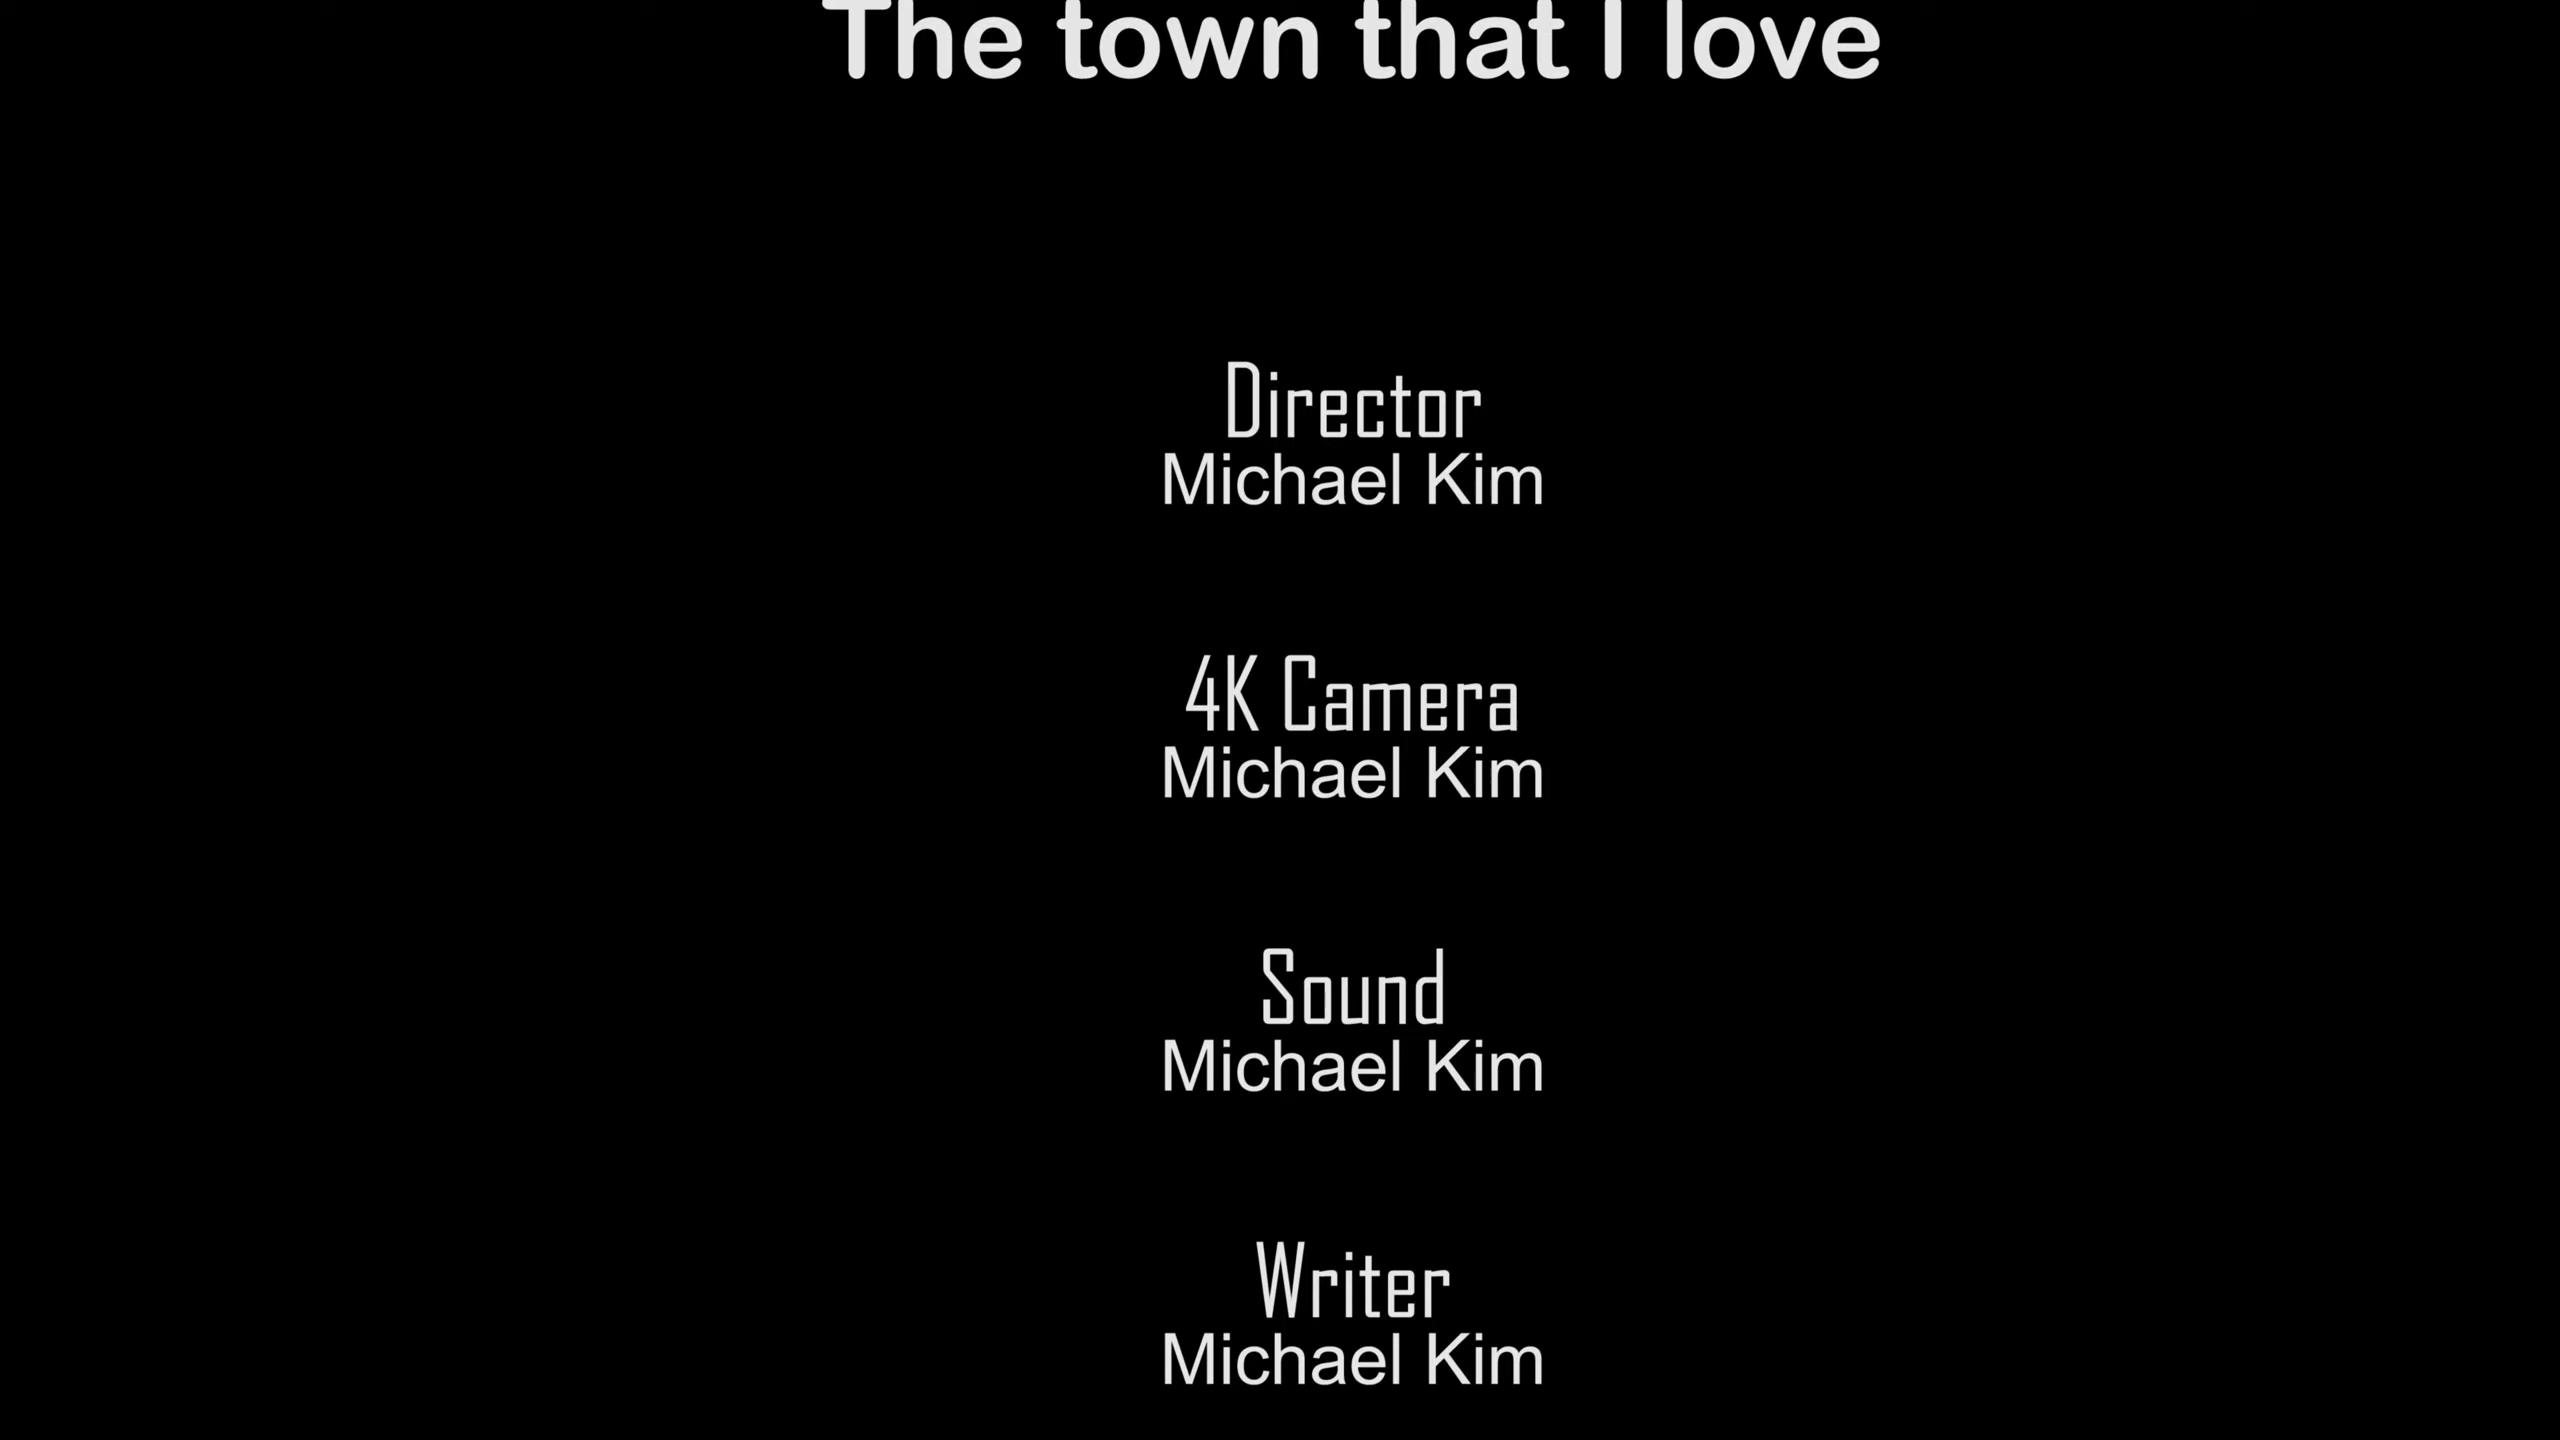 The town that I love
Director
Michael Kim
4K Camera
Michael Kim
Sound
Michael Kim
Writer
Michael Kim